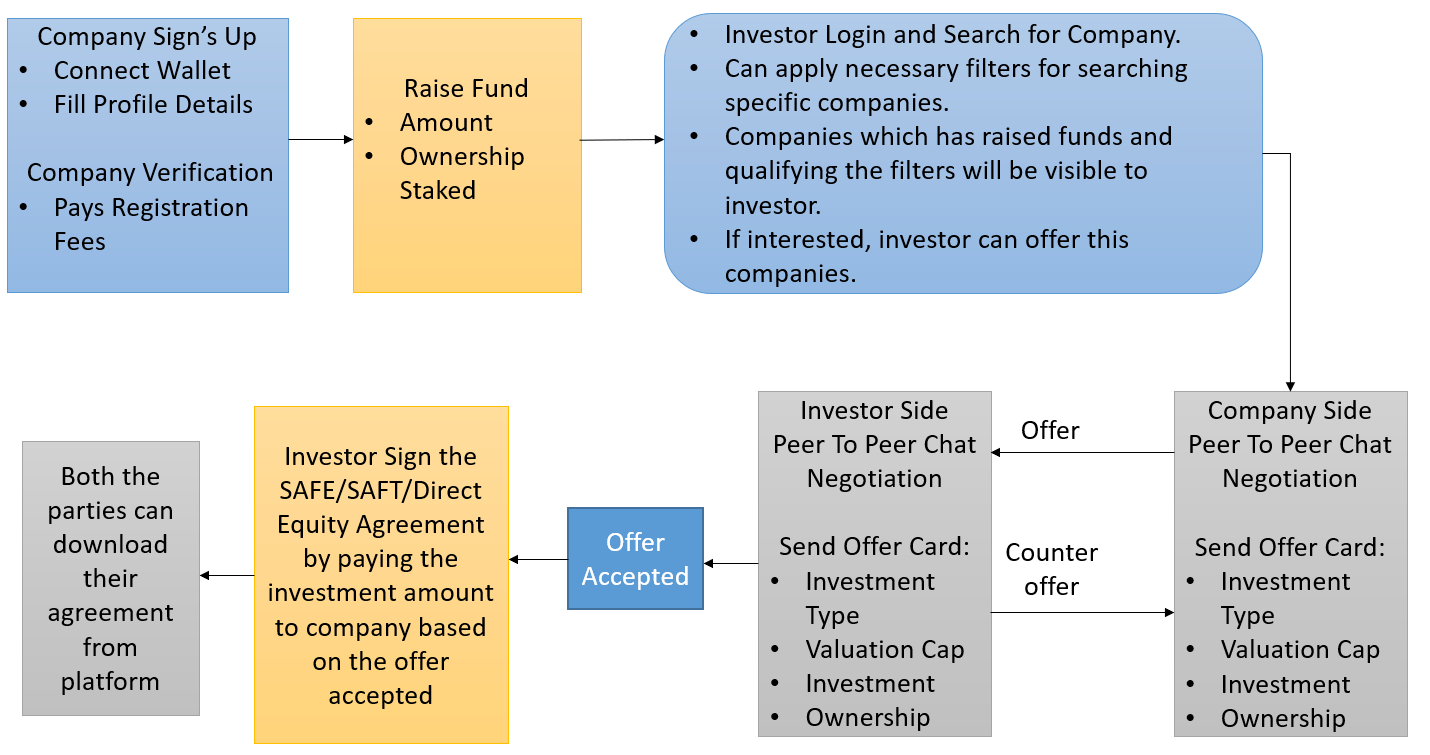 Company Sign’s Up
• Connect Wallet
• Fill Profile Details
Company Verification
• Pays Registration
Fees
Raise Fund
• Amount
• Ownership
Staked
• Investor Login and Search for Company.
• Can apply necessary filters for searching
specific companies.
• Companies which has raised funds and
qualifying the filters will be visible to
investor.
• If interested, investor can offer this
companies.
Company Side
Peer To Peer Chat
Negotiation
Send Offer Card:
• Investment
Type
• Valuation Cap
• Investment
• Ownership
Offer
Counter
offer
Investor Side
Peer To Peer Chat
Negotiation
Send Offer Card:
• Investment
Type
• Valuation Cap
• Investment
• Ownership
Offer
Accepted
Investor Sign the
SAFE/SAFT/Direct
Equity Agreement
by paying the
investment amount
to company based
on the offer
accepted
Both the
parties can
download
their
agreement
from
platform